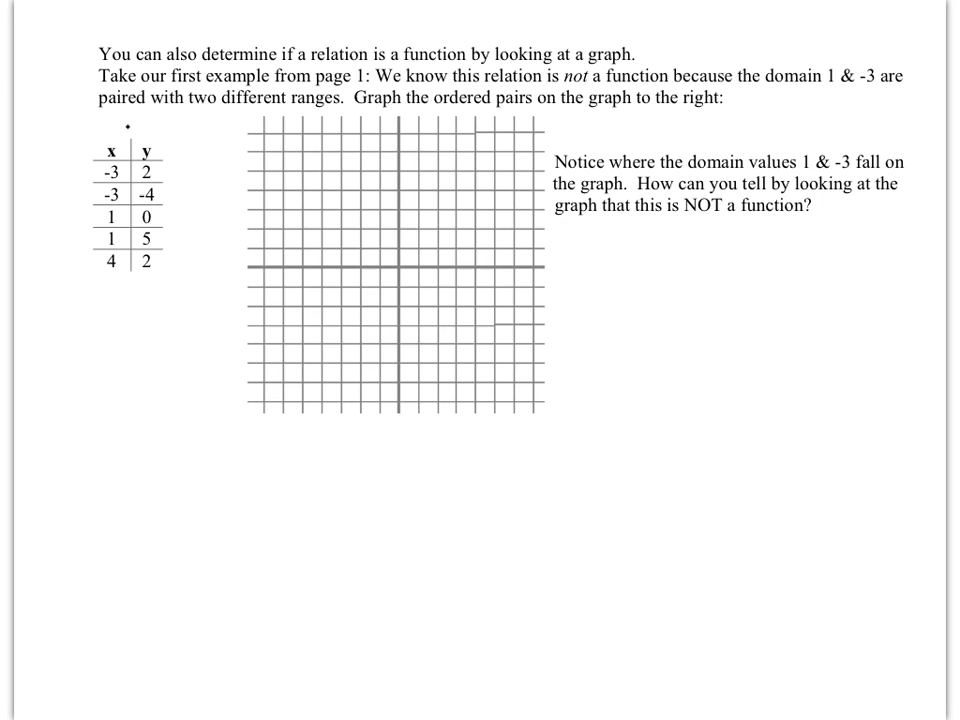 You can also determine if a relation is a function by looking at a graph.
Take our first example from page 1: We know this relation is not a function because the domain 1 & -3 are
paired with two different ranges.  Graph the ordered pairs on the graph to the right:
x y
-3 2
-3 -4
1 0
1 5
4 2
Notice where the domain values 1 & -3 fall on
the graph.  How can you tell by looking at the
graph that this is NOT a function?